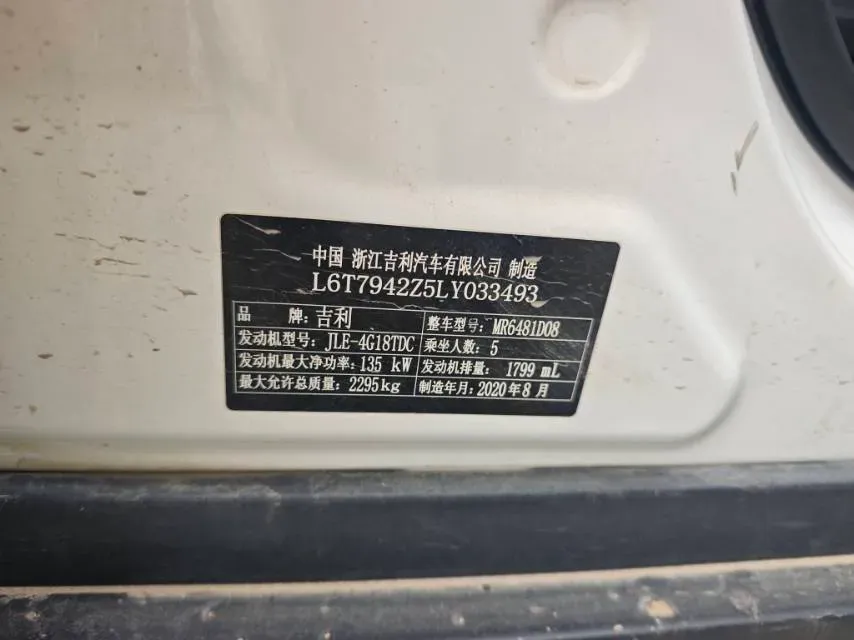 中国 浙江吉利汽车有限公司 制造
L6T7942Z5LY033493
品 牌:吉利 整车型号:MR6481D08
发动机型号:JLE-4G18TDC 乘坐人数:5
发动机最大净功率:135 kW 发动机排量:1799 mL
最大允许总质量:2295kg 制造年月:2020年8月